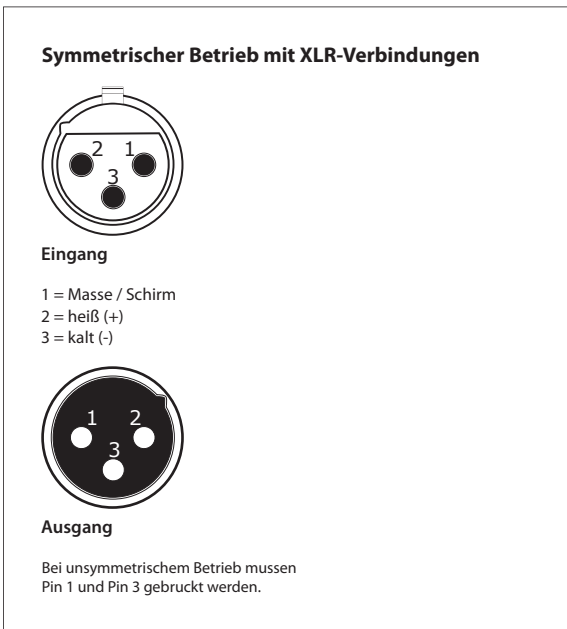 Symmetrischer Betrieb mit XLR-Verbindungen
2 1
3
Eingang
1 = Masse / Schirm
2 = heiß (+)
3 = kalt (-)
1 2
3
Ausgang
Bei unsymmetrischem Betrieb mussen
Pin 1 und Pin 3 gebruckt werden.